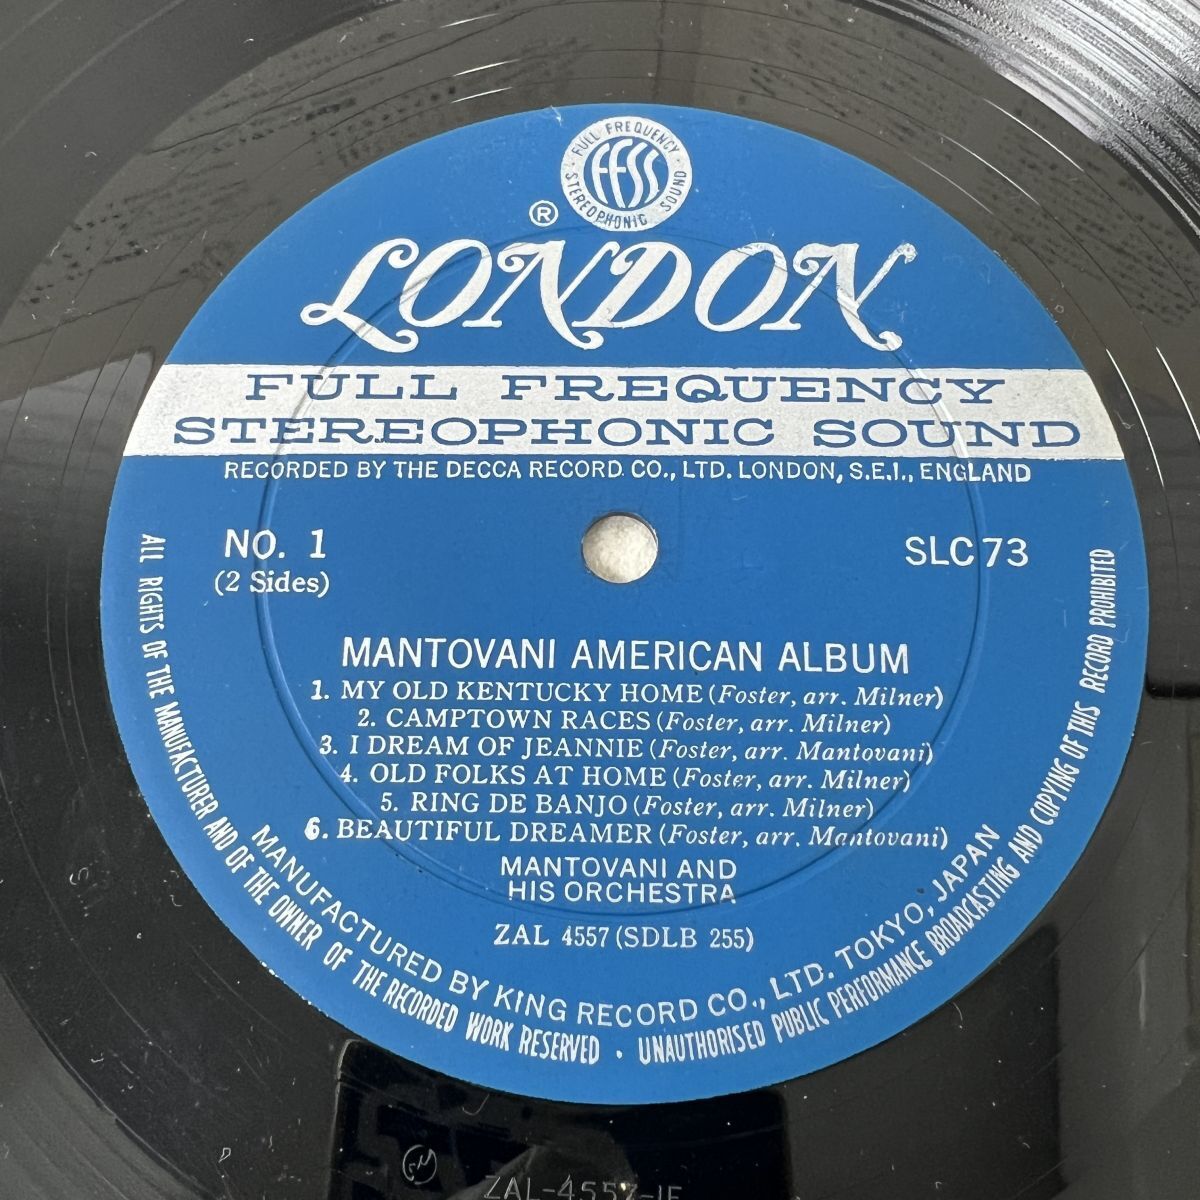 FULL FREQUENCY
FFSS
STEREOPHONIC SOUND
®
LONDON
FULL FREQUENCY
STEREOPHONIC SOUND
RECORDED BY THE DECCA RECORD CO., LTD. LONDON, S.E.I., ENGLAND
NO. 1
(2 Sides)
SLC 73
MANTOVANI AMERICAN ALBUM
1. MY OLD KENTUCKY HOME (Foster, arr. Milner)
2. CAMPTOWN RACES (Foster, arr. Milner)
3. I DREAM OF JEANNIE (Foster, arr. Mantovani)
4. OLD FOLKS AT HOME (Foster, arr. Milner)
5. RING DE BANJO (Foster, arr. Milner)
6. BEAUTIFUL DREAMER (Foster, arr. Mantovani)
MANTOVANI AND
HIS ORCHESTRA
ZAL 4557 (SDLB 255)
MANUFACTURED BY KING RECORD CO., LTD. TOKYO, JAPAN
ALL RIGHTS OF THE MANUFACTURER AND OF THE OWNER OF THE RECORDED WORK RESERVED • UNAUTHORISED PUBLIC PERFORMANCE BROADCASTING AND COPYING OF THIS RECORD PROHIBITED
ZAL-4557-1E